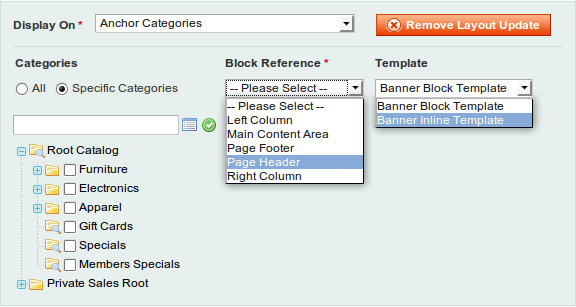 Display On * Anchor Categories Remove Layout Update
Categories Block Reference * Template
All Specific Categories -- Please Select -- Banner Block Template
-- Please Select -- Banner Block Template
Left Column Banner Inline Template
Main Content Area
Page Footer
Root Catalog
Page Header
Furniture
Right Column
Electronics
Apparel
Gift Cards
Specials
Members Specials
Private Sales Root